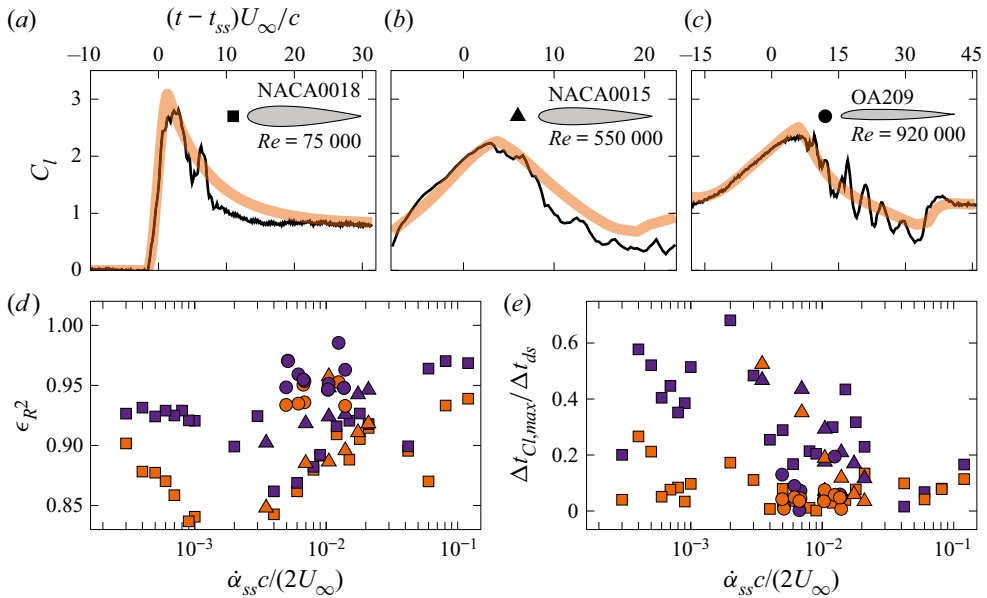 (a) (t − t_ss)U_∞/c (b) (c)
−10 0 10 20 30 0 10 20 −15 0 15 30 45
NACA0018 NACA0015 OA209
Re = 75 000 Re = 550 000 Re = 920 000
C_l
3
2
1
0
(d) (e)
1.00
0.95
0.90
0.85
ϵ_R²
10⁻³ 10⁻² 10⁻¹
α̇_ss c/(2U_∞)
0.6
0.4
0.2
0
Δt_Cl,max/Δt_ds
10⁻³ 10⁻² 10⁻¹
α̇_ss c/(2U_∞)